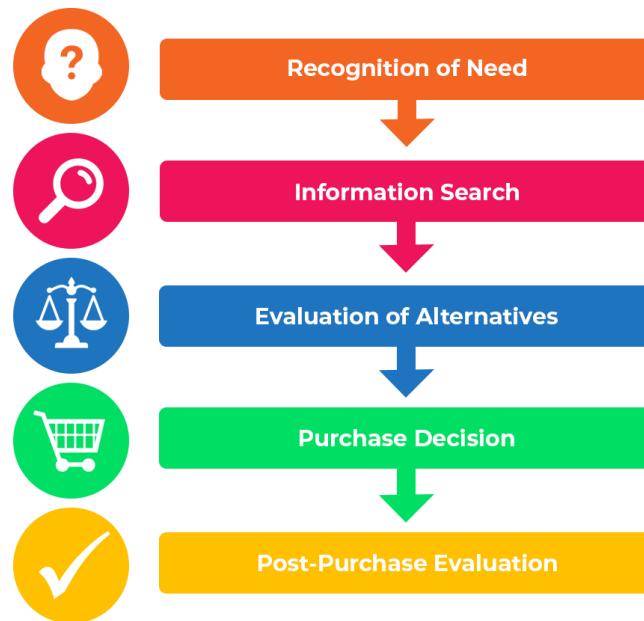 ?
Recognition of Need
Information Search
Evaluation of Alternatives
Purchase Decision
Post-Purchase Evaluation